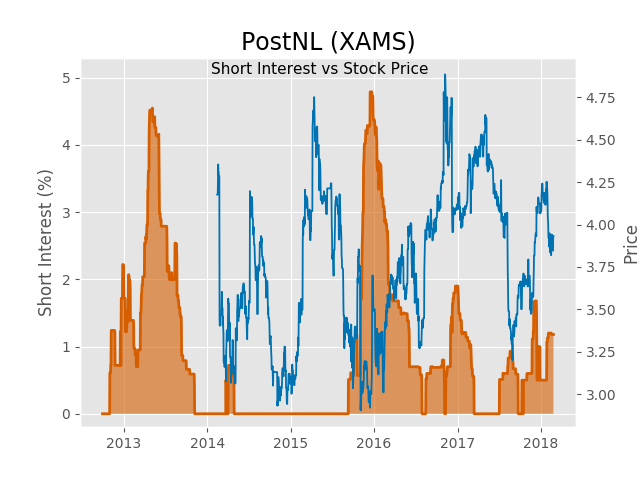 PostNL (XAMS)
Short Interest vs Stock Price
Short Interest (%)
5
4
3
2
1
0
4.75
4.50
4.25
4.00
3.75
3.50
3.25
3.00
Price
2013 2014 2015 2016 2017 2018